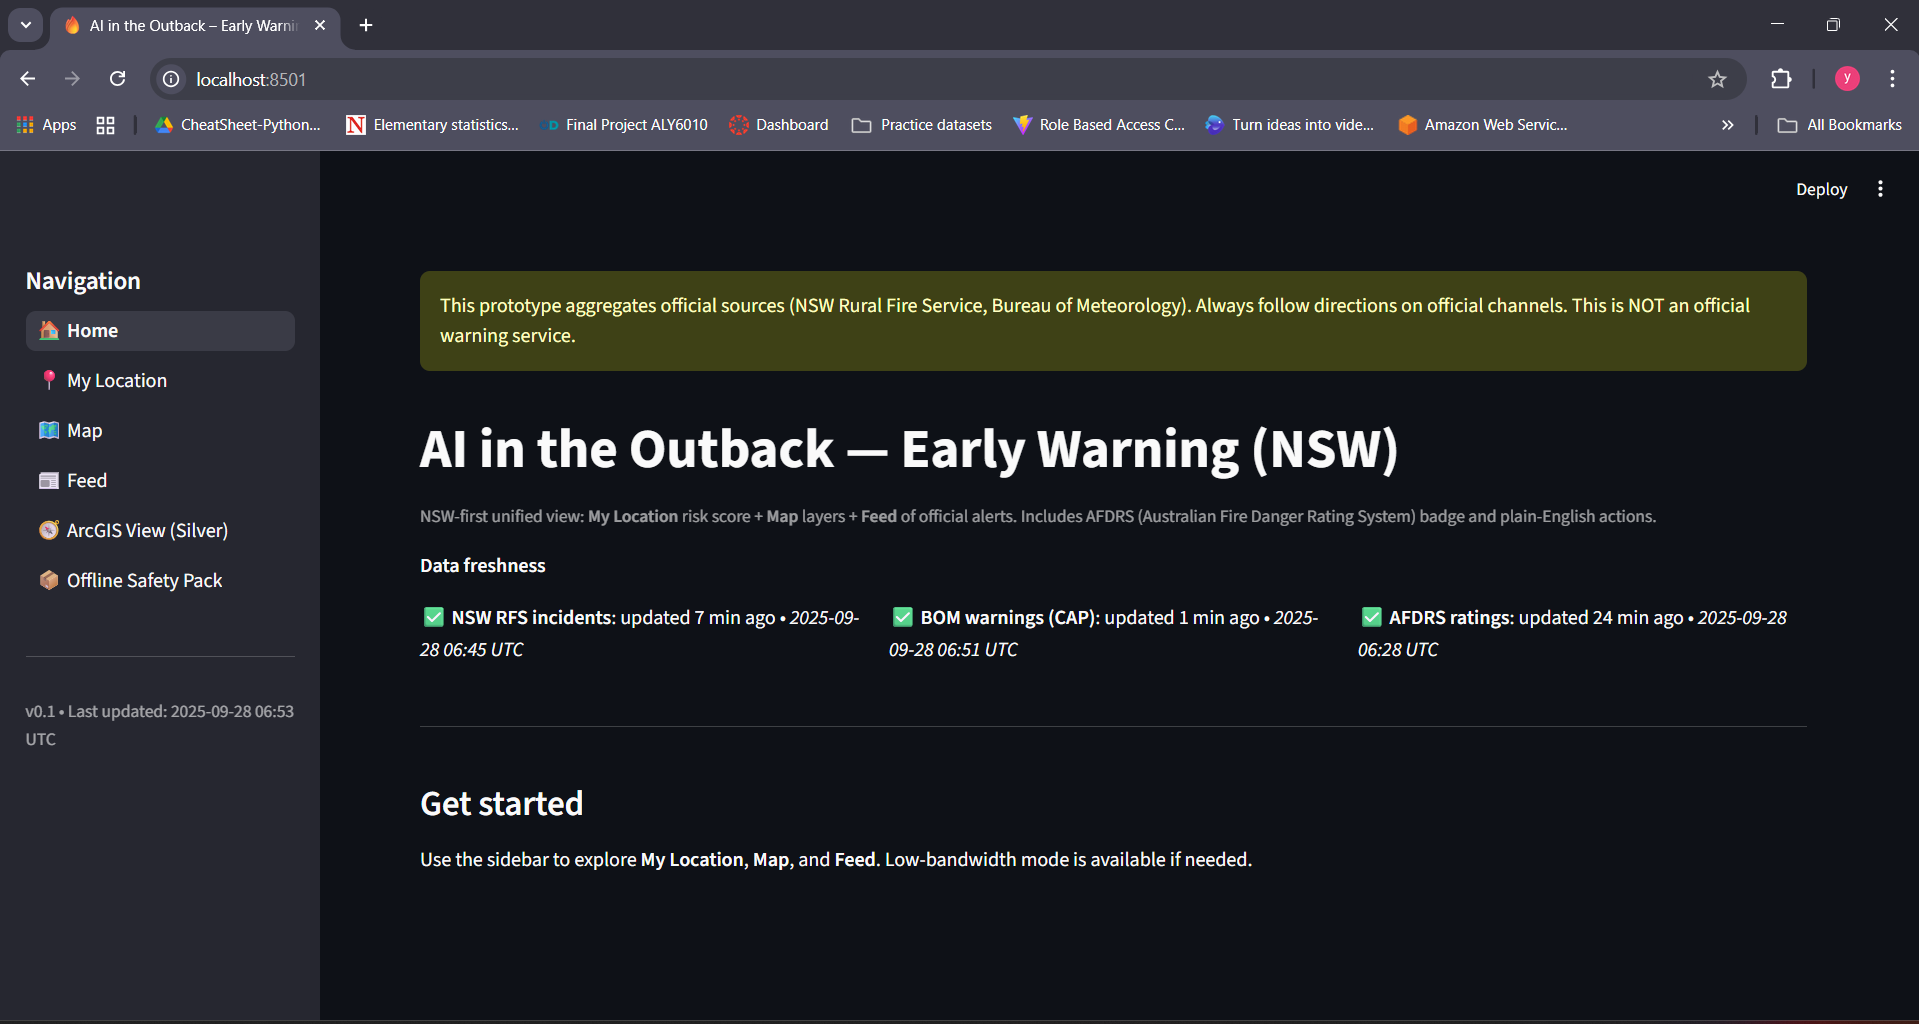 AI in the Outback – Early Warni
localhost:8501
Apps
CheatSheet-Python...
Elementary statistics...
Final Project ALY6010
Dashboard
Practice datasets
Role Based Access C...
Turn ideas into vide...
Amazon Web Servic...
All Bookmarks
y
Deploy
Navigation
Home
My Location
Map
Feed
ArcGIS View (Silver)
Offline Safety Pack
v0.1 • Last updated: 2025-09-28 06:53
UTC
This prototype aggregates official sources (NSW Rural Fire Service, Bureau of Meteorology). Always follow directions on official channels. This is NOT an official
warning service.
AI in the Outback — Early Warning (NSW)
NSW-first unified view: My Location risk score + Map layers + Feed of official alerts. Includes AFDRS (Australian Fire Danger Rating System) badge and plain-English actions.
Data freshness
✅ NSW RFS incidents: updated 7 min ago • 2025-09-
28 06:45 UTC
✅ BOM warnings (CAP): updated 1 min ago • 2025-
09-28 06:51 UTC
✅ AFDRS ratings: updated 24 min ago • 2025-09-28
06:28 UTC
Get started
Use the sidebar to explore My Location, Map, and Feed. Low-bandwidth mode is available if needed.